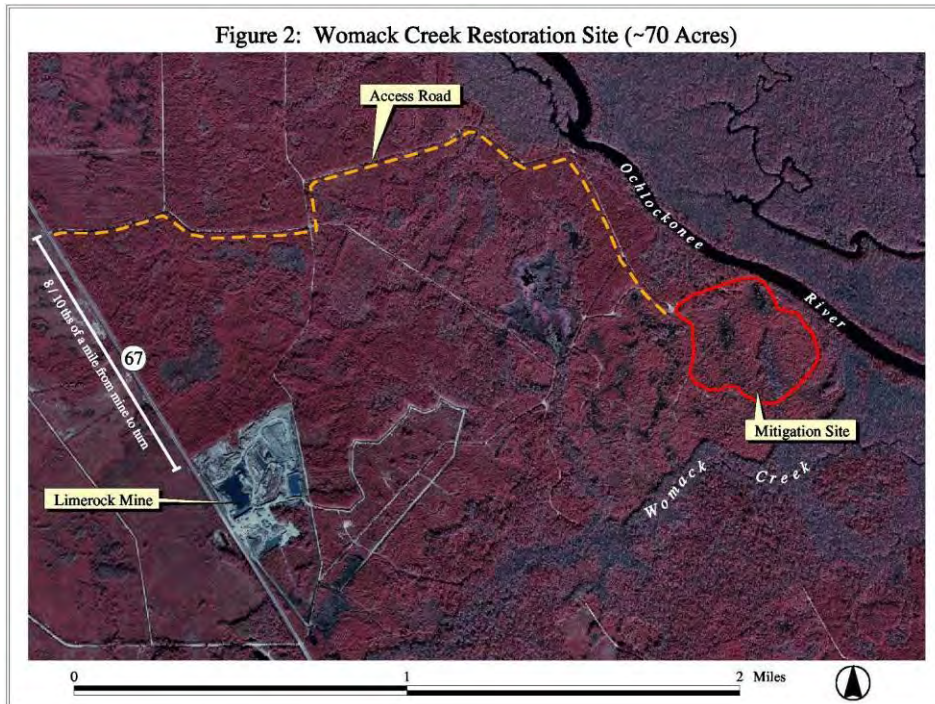 Figure 2: Womack Creek Restoration Site (~70 Acres)
Access Road
Ochlockonee
River
8 / 10 ths of a mile from mine to turn
67
Mitigation Site
Limerock Mine
Womack
Creek
0 1 2 Miles